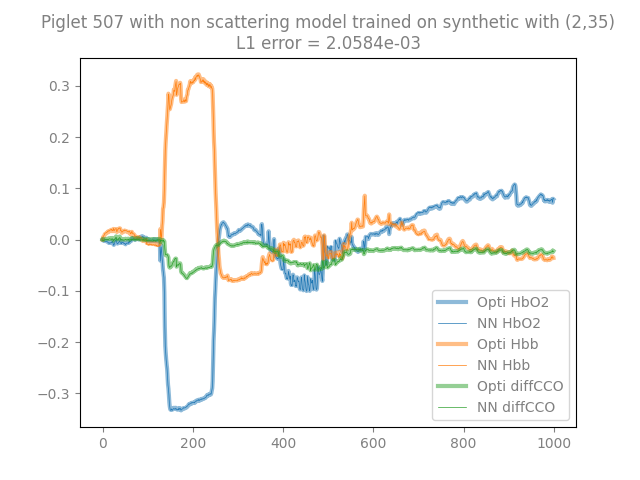 Piglet 507 with non scattering model trained on synthetic with (2,35)
L1 error = 2.0584e-03
0.3
0.2
0.1
0.0
−0.1
−0.2
−0.3
Opti HbO2
NN HbO2
Opti Hbb
NN Hbb
Opti diffCCO
NN diffCCO
0 200 400 600 800 1000